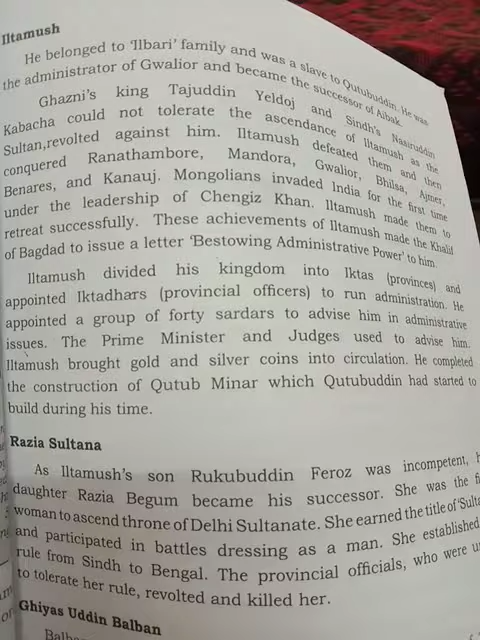 Iltamush
He belonged to 'Ilbari' family and was a slave to Qutubuddin. He was
the administrator of Gwalior and became the successor of Aibak.
Ghazni's king Tajuddin Yeldoj and Sindh's Nasiruddin
Kabacha could not tolerate the ascendance of Iltamush as the
Sultan,revolted against him. Iltamush defeated them and then
conquered Ranathambore, Mandora, Gwalior, Bhilsa, Ajmer,
Benares, and Kanauj. Mongolians invaded India for the first time
under the leadership of Chengiz Khan. Iltamush made them to
retreat successfully. These achievements of Iltamush made the Khalif
of Bagdad to issue a letter 'Bestowing Administrative Power' to him.
Iltamush divided his kingdom into Iktas (provinces) and
appointed Iktadhars (provincial officers) to run administration. He
appointed a group of forty sardars to advise him in administrative
issues. The Prime Minister and Judges used to advise him.
Iltamush brought gold and silver coins into circulation. He completed
the construction of Qutub Minar which Qutubuddin had started to
build during his time.
Razia Sultana
As Iltamush's son Rukubuddin Feroz was incompetent,
daughter Razia Begum became his successor. She was the
woman to ascend throne of Delhi Sultanate. She earned the title of
and participated in battles dressing as a man. She established
rule from Sindh to Bengal. The provincial officials, who were
to tolerate her rule, revolted and killed her.
Ghiyas Uddin Balban